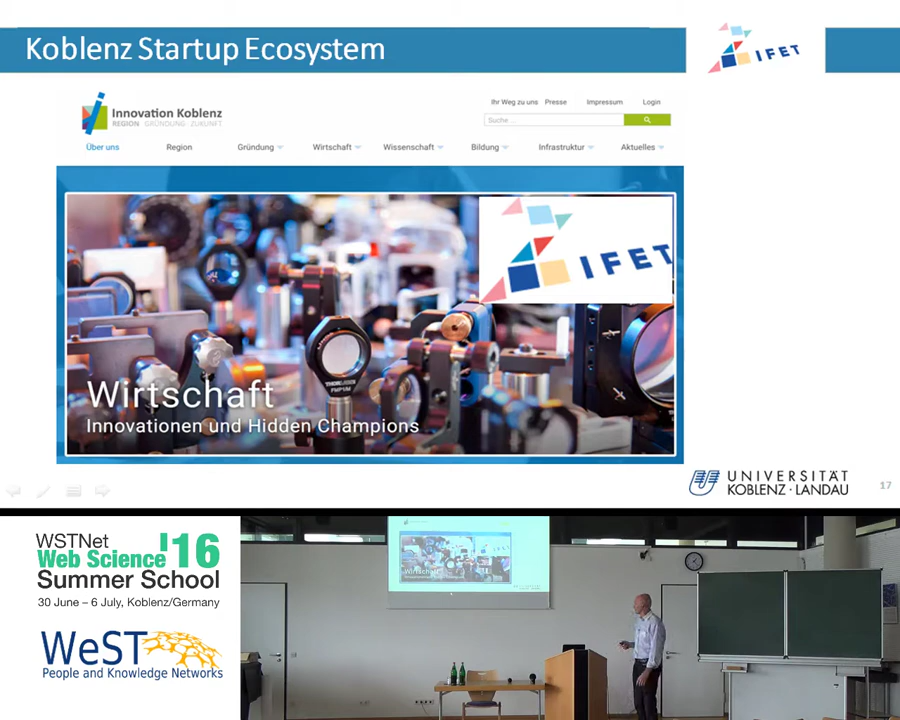 Koblenz Startup Ecosystem
IFET
Innovation Koblenz
REGION GRÜNDUNG ZUKUNFT
Ihr Weg zu uns Presse Impressum Login
Suche ...
Über uns Region Gründung Wirtschaft Wissenschaft Bildung Infrastruktur Aktuelles
IFET
THORLABS
Wirtschaft
Innovationen und Hidden Champions
UNIVERSITÄT
KOBLENZ · LANDAU
17
WSTNet
Web Science '16
Summer School
30 June – 6 July, Koblenz/Germany
WeST
People and Knowledge Networks
Wirtschaft